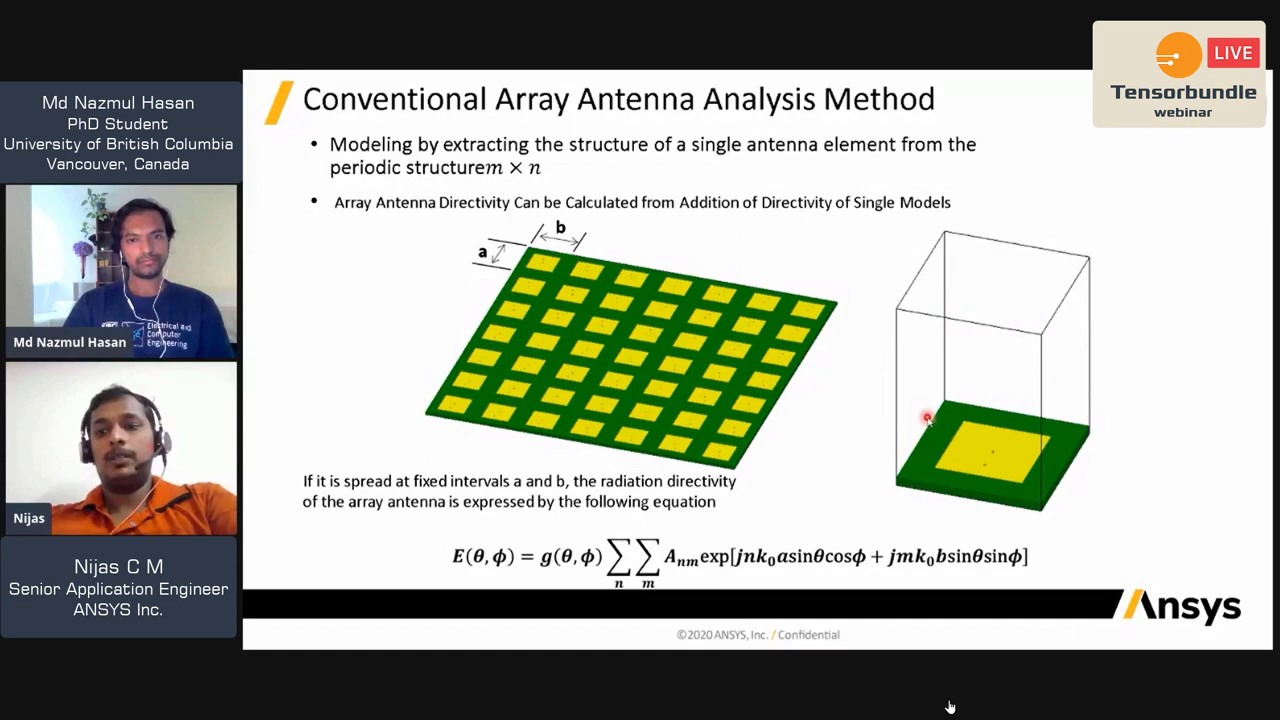 Md Nazmul Hasan
PhD Student
University of British Columbia
Vancouver, Canada
Md Nazmul Hasan
Electrical and
Computer
Engineering
Nijas
Nijas C M
Senior Application Engineer
ANSYS Inc.
LIVE
Tensorbundle
webinar
Conventional Array Antenna Analysis Method
• Modeling by extracting the structure of a single antenna element from the
periodic structurem × n
• Array Antenna Directivity Can be Calculated from Addition of Directivity of Single Models
b
a
If it is spread at fixed intervals a and b, the radiation directivity
of the array antenna is expressed by the following equation
E(θ, ϕ) = g(θ, ϕ) ∑n ∑m Anm exp[jnk0asinθcosϕ + jmk0bsinθsinϕ]
Ansys
©2020 ANSYS, Inc. / Confidential